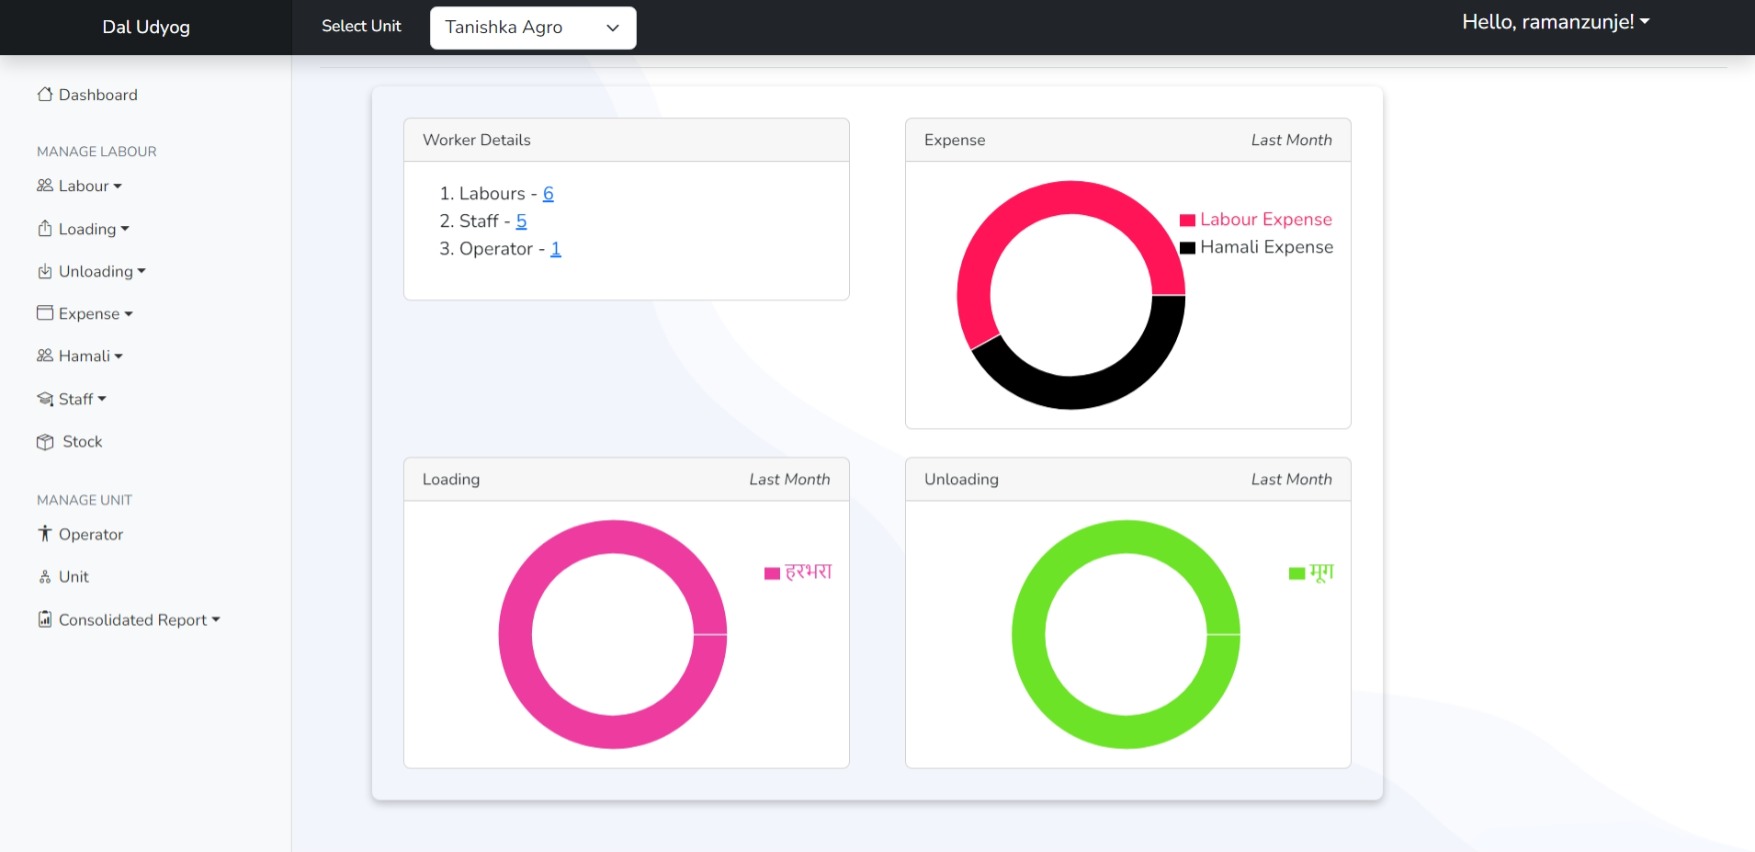 Dal Udyog
Select Unit
Tanishka Agro
Hello, ramanzunje!
Dashboard
MANAGE LABOUR
Labour
Loading
Unloading
Expense
Hamali
Staff
Stock
MANAGE UNIT
Operator
Unit
Consolidated Report
Worker Details
1. Labours - 6
2. Staff - 5
3. Operator - 1
Expense Last Month
Labour Expense
Hamali Expense
Loading Last Month
हरभरा
Unloading Last Month
मूग